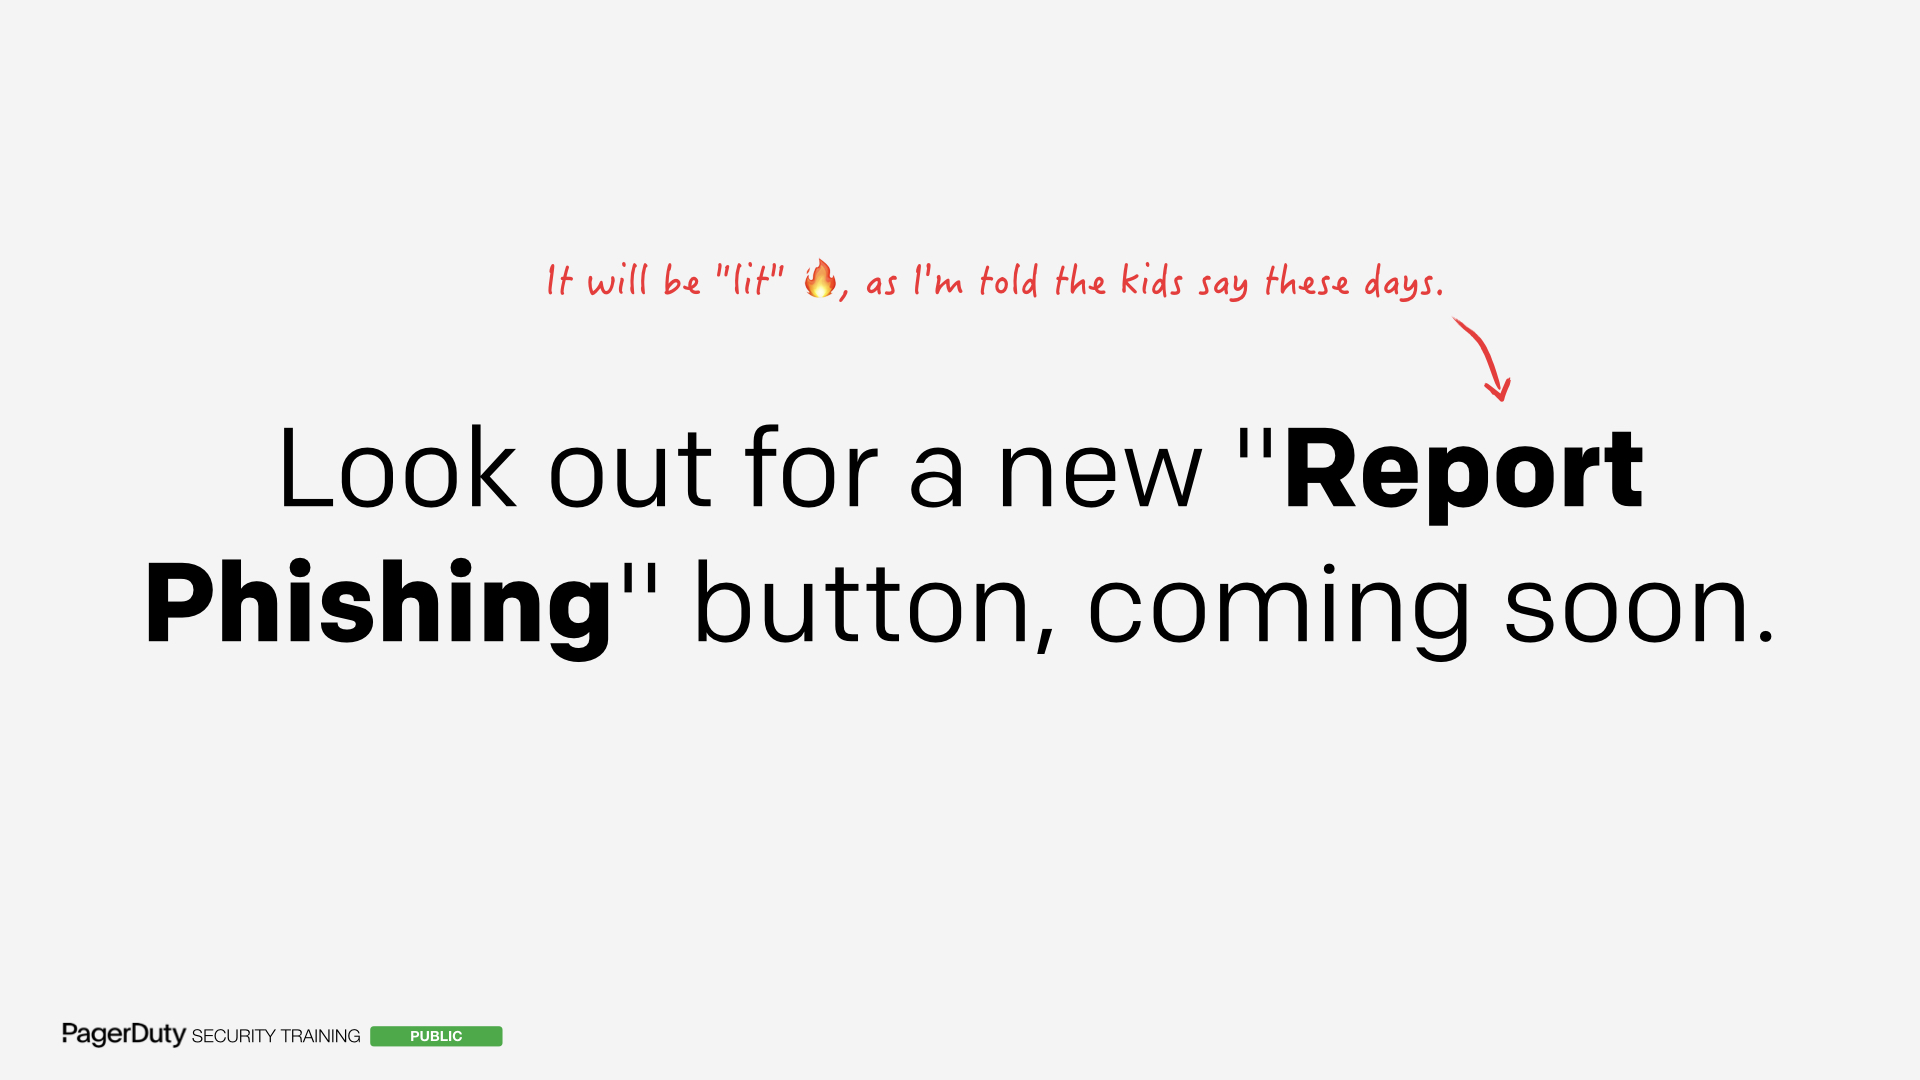 It will be "lit" 🔥, as I'm told the kids say these days.
Look out for a new "Report
Phishing" button, coming soon.
PagerDuty SECURITY TRAINING PUBLIC